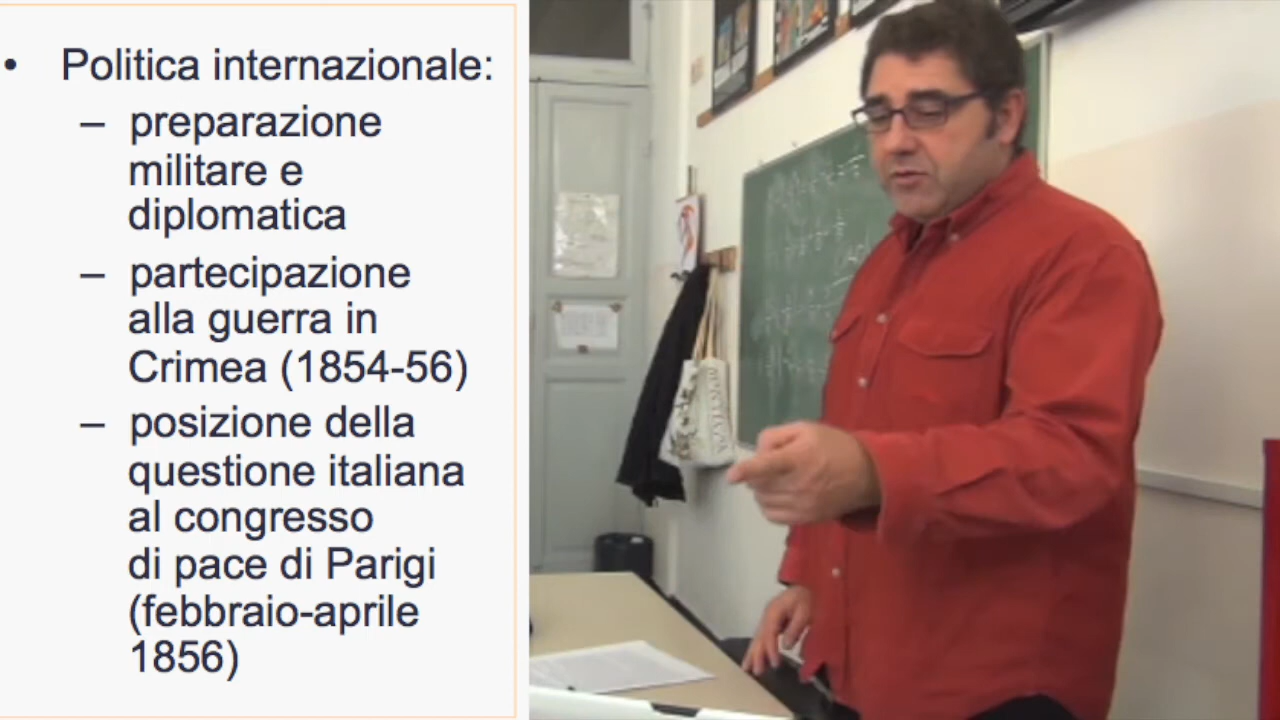 • Politica internazionale:
– preparazione
militare e
diplomatica
– partecipazione
alla guerra in
Crimea (1854-56)
– posizione della
questione italiana
al congresso
di pace di Parigi
(febbraio-aprile
1856)